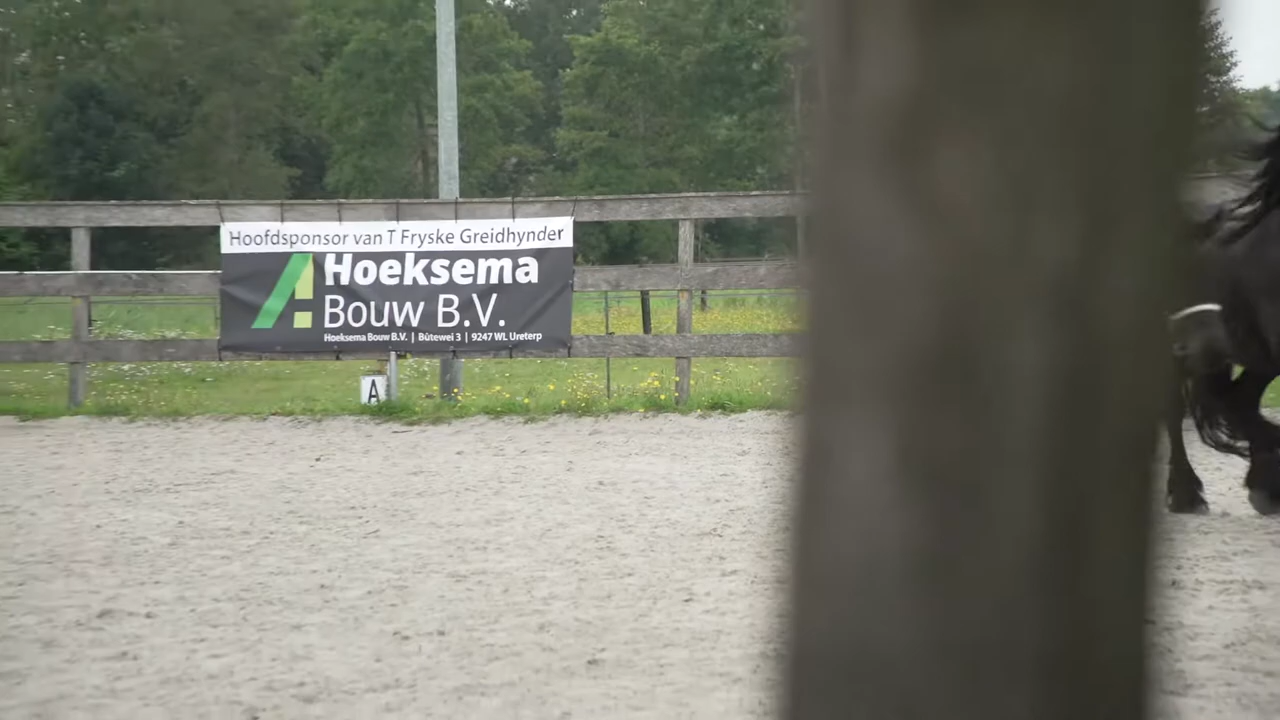 Hoofdsponsor van T Fryske Greidhynder
Hoeksema
Bouw B.V.
Hoeksema Bouw B.V. | Bûtewei 3 | 9247 WL Ureterp
A